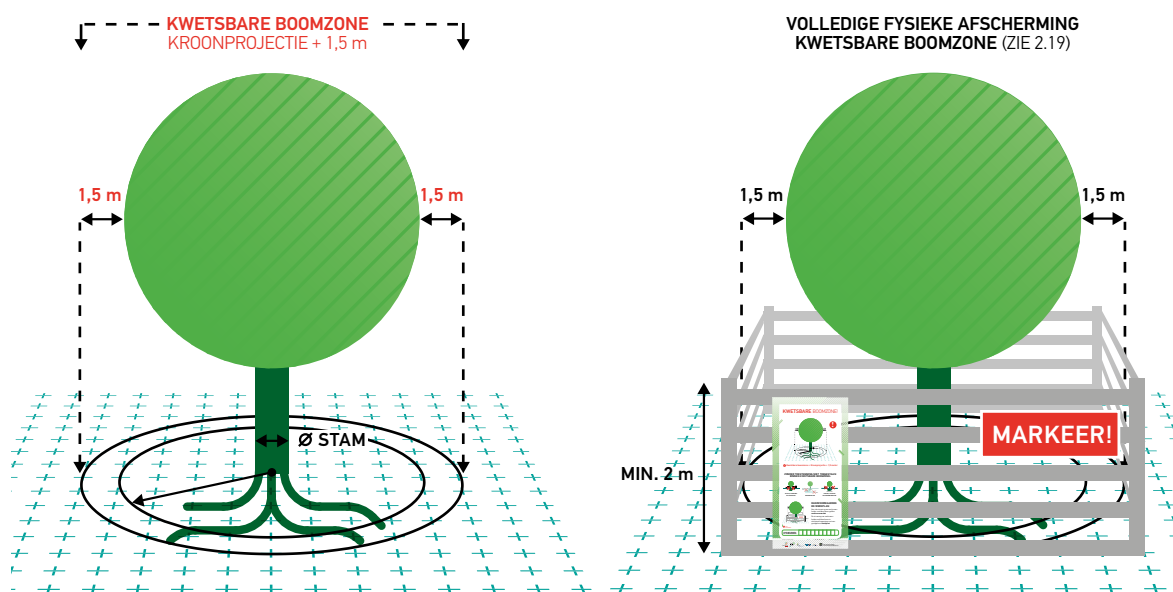 KWETSBARE BOOMZONE
KROONPROJECTIE + 1,5 m
1,5 m
1,5 m
Ø STAM
VOLLEDIGE FYSIEKE AFSCHERMING
KWETSBARE BOOMZONE (ZIE 2.19)
1,5 m
1,5 m
MIN. 2 m
KWETSBARE BOOMZONE
MARKEER!